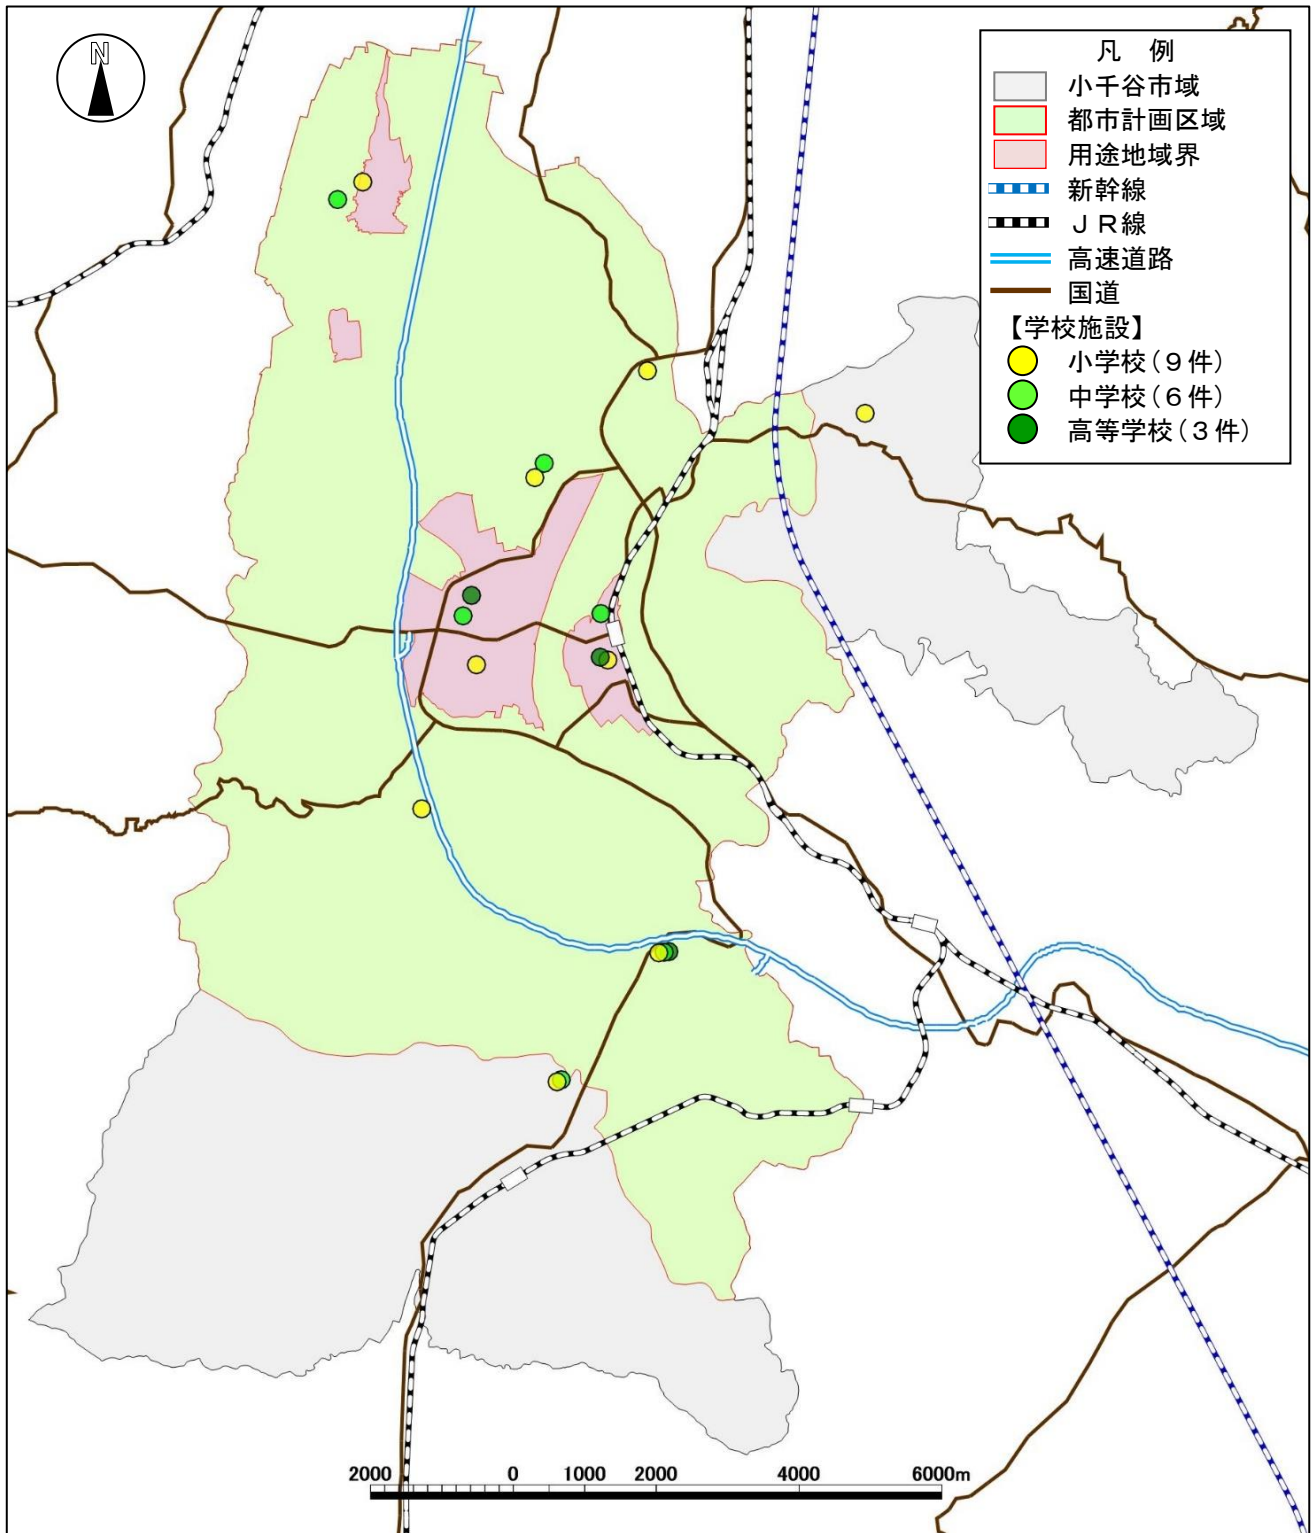 N
凡　例
小千谷市域
都市計画区域
用途地域界
新幹線
ＪＲ線
高速道路
国道
【学校施設】
小学校（９件）
中学校（６件）
高等学校（３件）
2000 0 1000 2000 4000 6000m